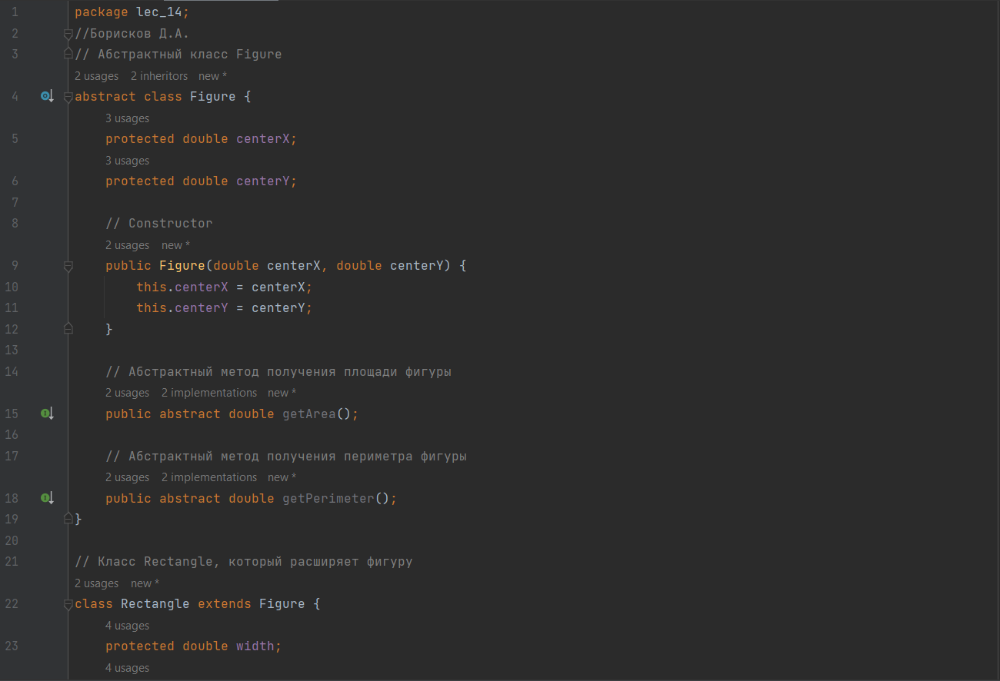 1 package lec_14;
2 //Борисков Д.А.
3 // Абстрактный класс Figure
2 usages 2 inheritors new *
4 abstract class Figure {
3 usages
5 protected double centerX;
3 usages
6 protected double centerY;
7
8 // Constructor
2 usages new *
9 public Figure(double centerX, double centerY) {
10 this.centerX = centerX;
11 this.centerY = centerY;
12 }
13
14 // Абстрактный метод получения площади фигуры
2 usages 2 implementations new *
15 public abstract double getArea();
16
17 // Абстрактный метод получения периметра фигуры
2 usages 2 implementations new *
18 public abstract double getPerimeter();
19 }
20
21 // Класс Rectangle, который расширяет фигуру
2 usages new *
22 class Rectangle extends Figure {
4 usages
23 protected double width;
4 usages